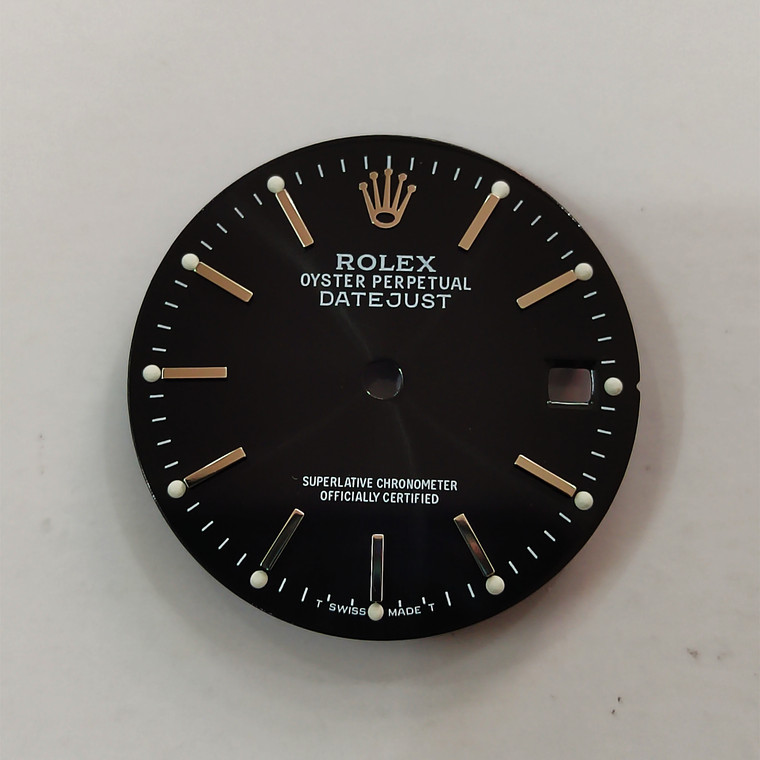 ROLEX
OYSTER PERPETUAL
DATEJUST
SUPERLATIVE CHRONOMETER
OFFICIALLY CERTIFIED
T SWISS MADE T